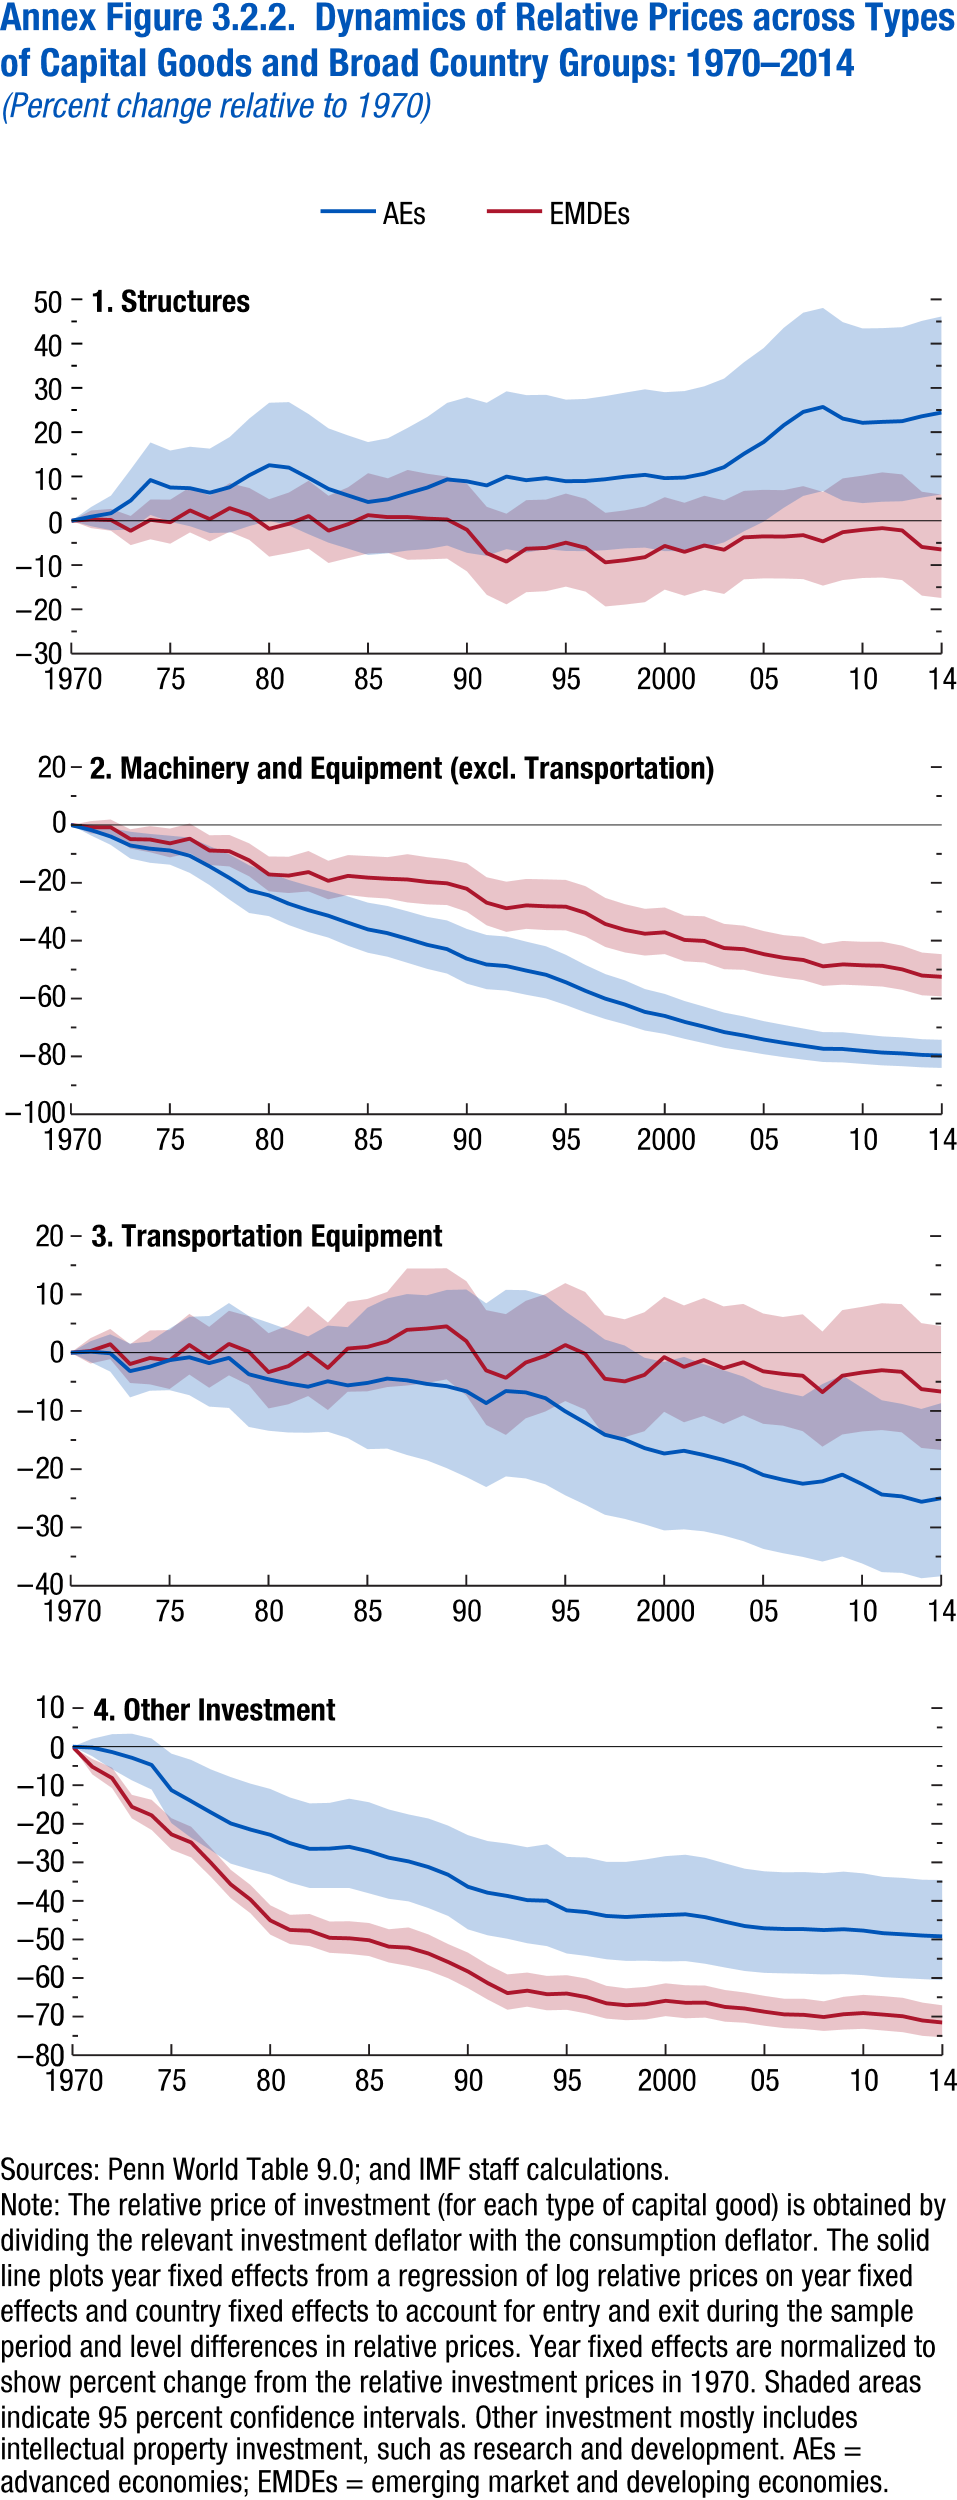 Annex Figure 3.2.2. Dynamics of Relative Prices across Types
of Capital Goods and Broad Country Groups: 1970–2014
(Percent change relative to 1970)
AEs EMDEs
1. Structures
50
40
30
20
10
0
–10
–20
–30
1970 75 80 85 90 95 2000 05 10 14
2. Machinery and Equipment (excl. Transportation)
20
0
–20
–40
–60
–80
–100
1970 75 80 85 90 95 2000 05 10 14
3. Transportation Equipment
20
10
0
–10
–20
–30
–40
1970 75 80 85 90 95 2000 05 10 14
4. Other Investment
10
0
–10
–20
–30
–40
–50
–60
–70
–80
1970 75 80 85 90 95 2000 05 10 14
Sources: Penn World Table 9.0; and IMF staff calculations.
Note: The relative price of investment (for each type of capital good) is obtained by
dividing the relevant investment deflator with the consumption deflator. The solid
line plots year fixed effects from a regression of log relative prices on year fixed
effects and country fixed effects to account for entry and exit during the sample
period and level differences in relative prices. Year fixed effects are normalized to
show percent change from the relative investment prices in 1970. Shaded areas
indicate 95 percent confidence intervals. Other investment mostly includes
intellectual property investment, such as research and development. AEs =
advanced economies; EMDEs = emerging market and developing economies.